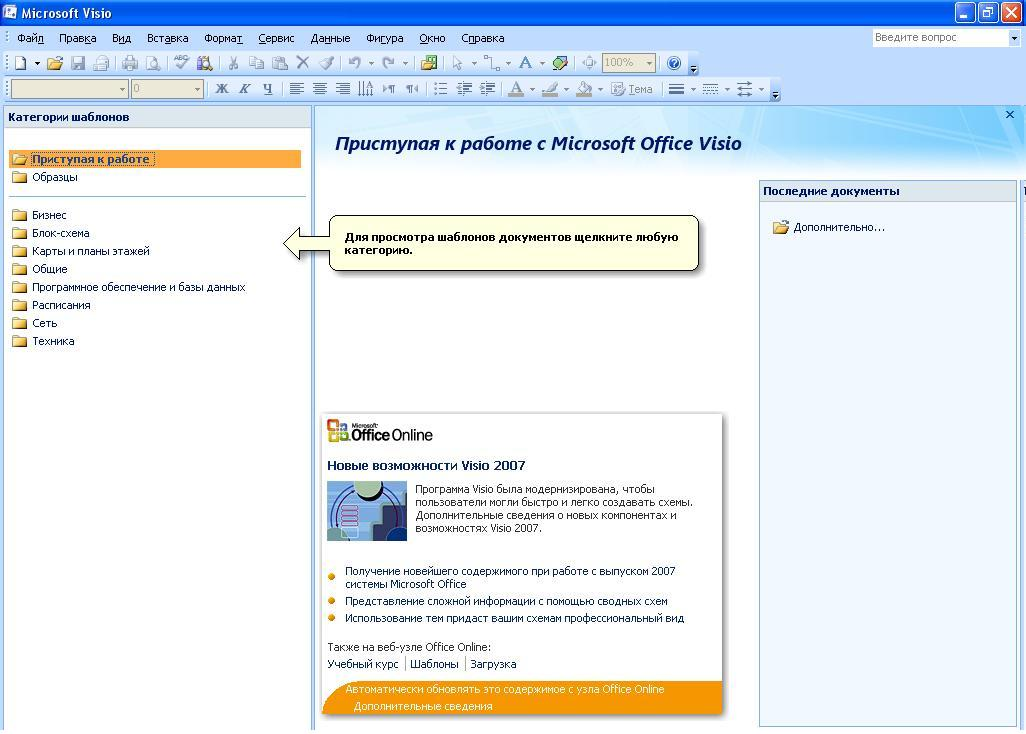 Microsoft Visio
Файл Правка Вид Вставка Формат Сервис Данные Фигура Окно Справка
Введите вопрос
100%
0 Ж К Ч Тема
Категории шаблонов
Приступая к работе
Образцы
Бизнес
Блок-схема
Карты и планы этажей
Общие
Программное обеспечение и базы данных
Расписания
Сеть
Техника
Приступая к работе с Microsoft Office Visio
Для просмотра шаблонов документов щелкните любую
категорию.
Последние документы
Дополнительно...
Microsoft
Office Online
Новые возможности Visio 2007
Программа Visio была модернизирована, чтобы
пользователи могли быстро и легко создавать схемы.
Дополнительные сведения о новых компонентах и
возможностях Visio 2007.
Получение новейшего содержимого при работе с выпуском 2007
системы Microsoft Office
Представление сложной информации с помощью сводных схем
Использование тем придаст вашим схемам профессиональный вид
Также на веб-узле Office Online:
Учебный курс | Шаблоны | Загрузка
Автоматически обновлять это содержимое с узла Office Online
Дополнительные сведения